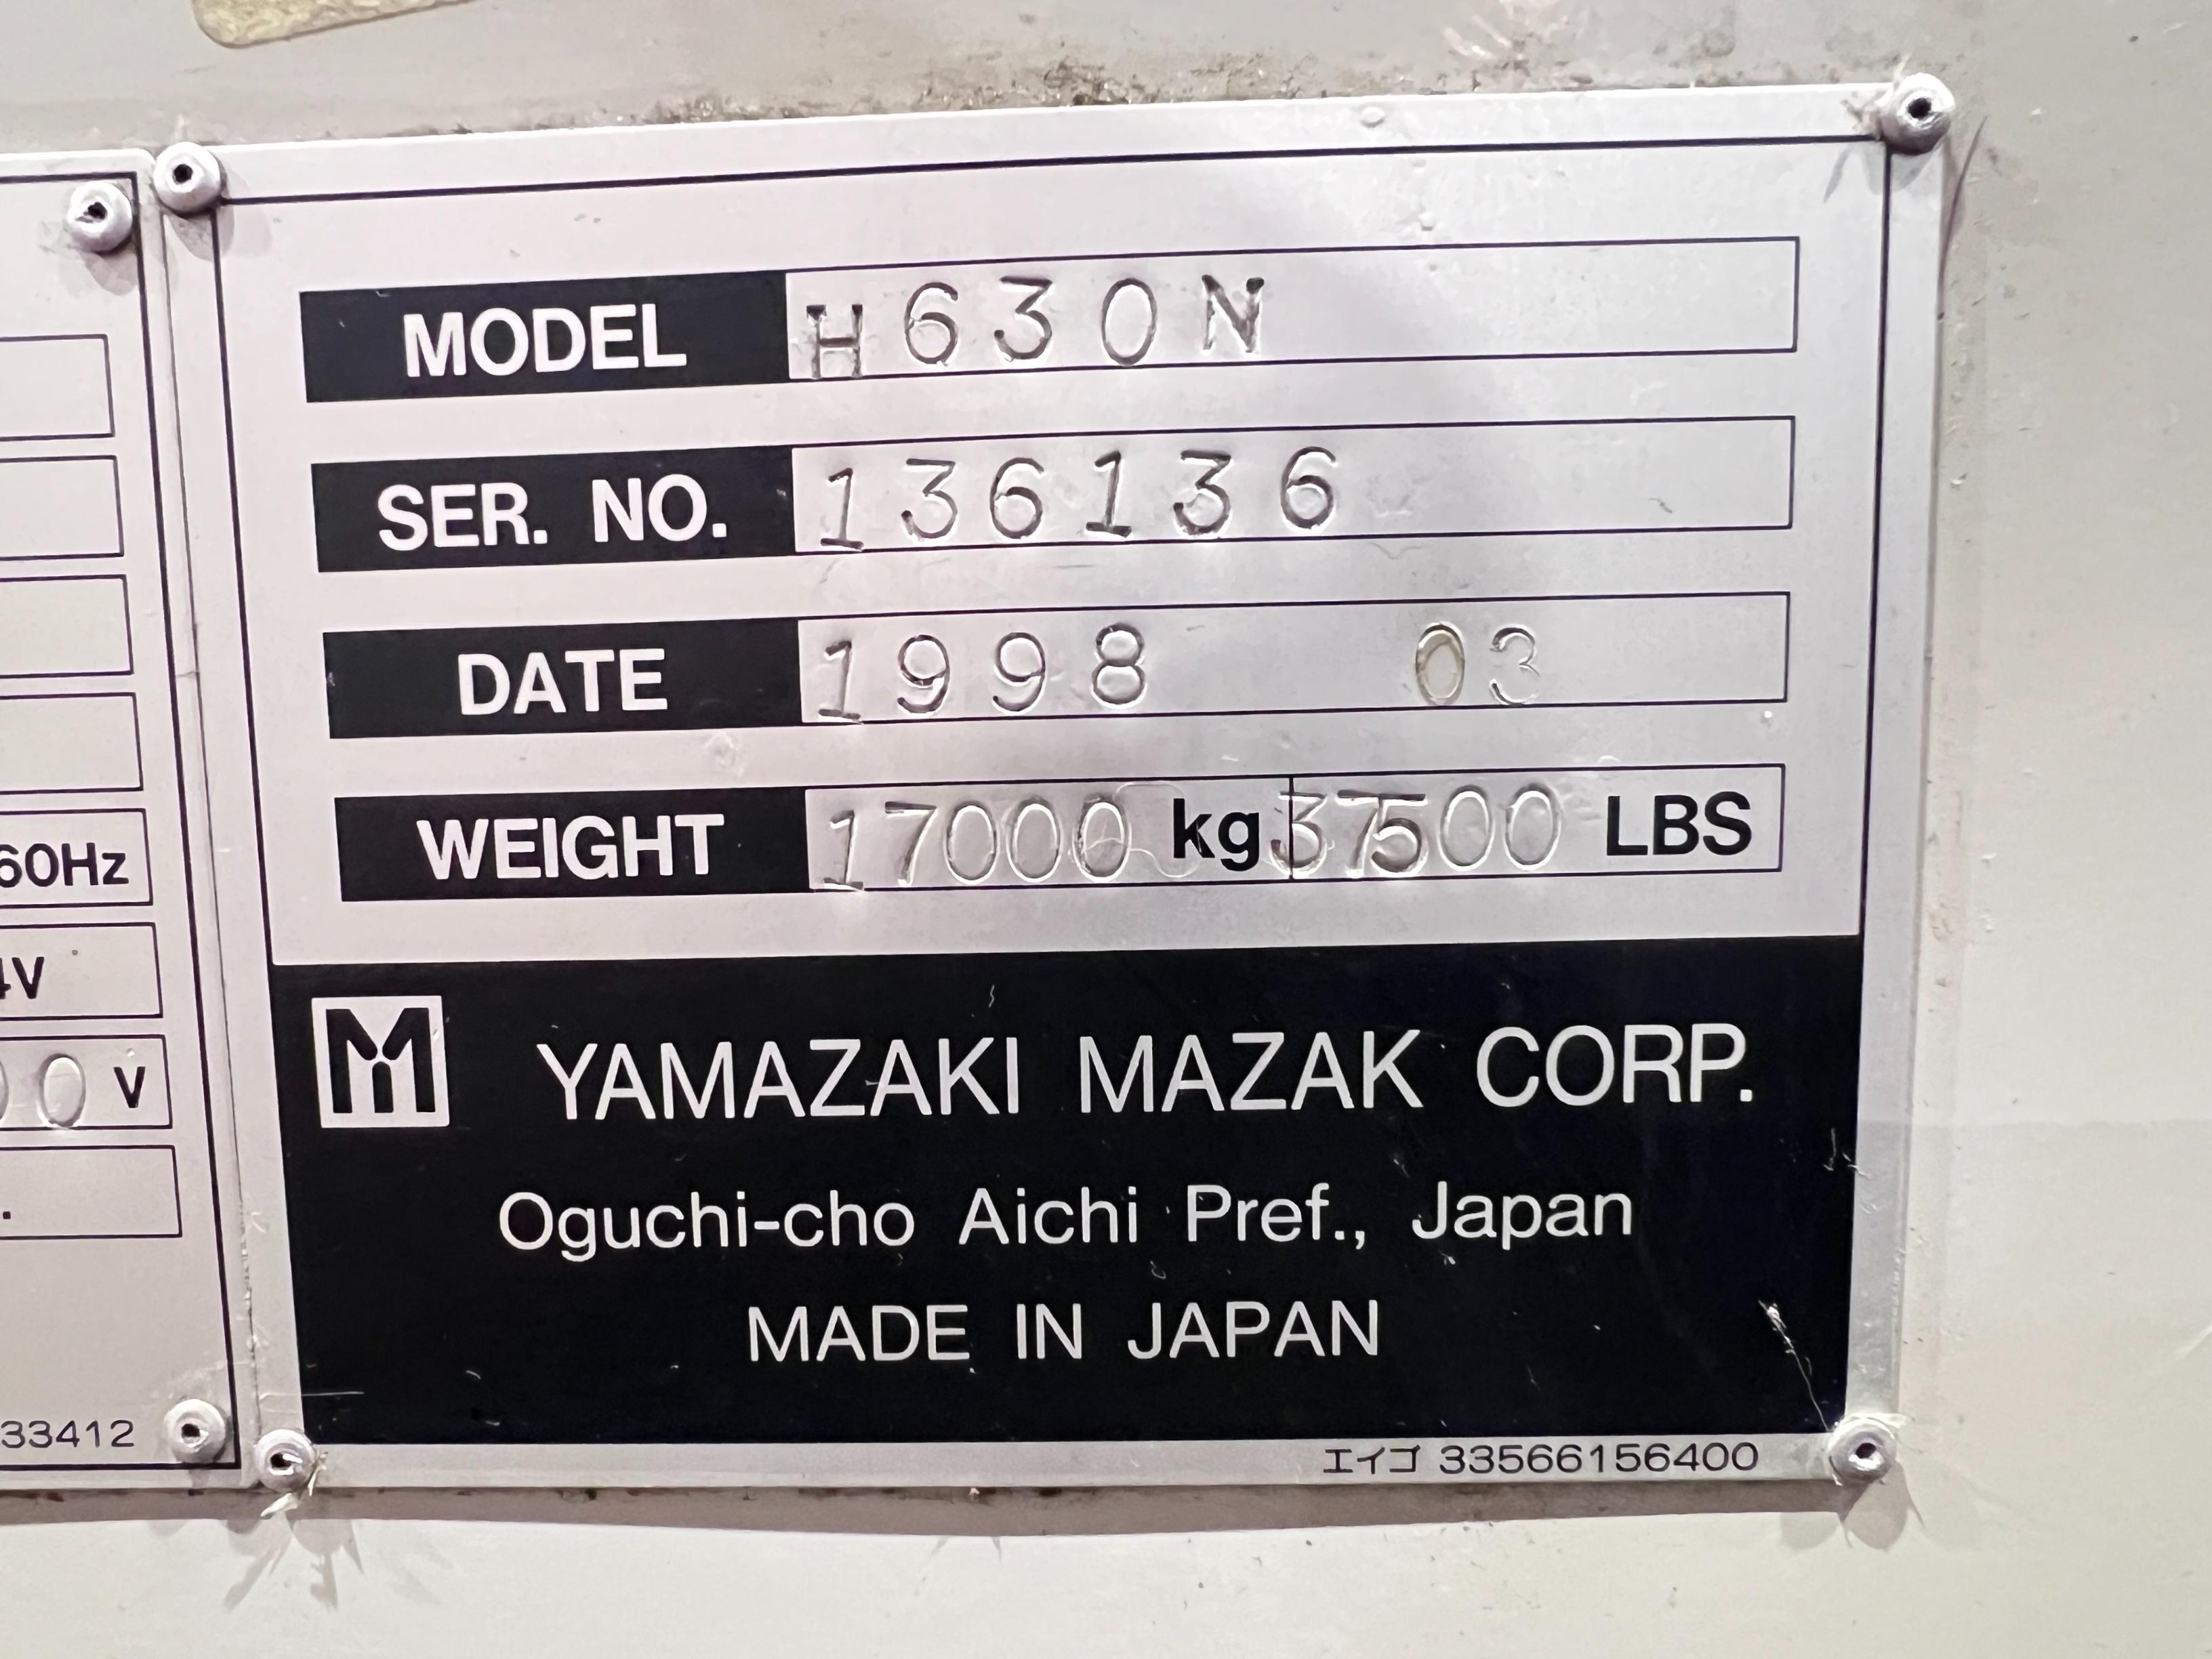 MODEL H630N
SER. NO. 136136
DATE 1998 03
WEIGHT 17000 kg 37500 LBS
YAMAZAKI MAZAK CORP.
Oguchi-cho Aichi Pref., Japan
MADE IN JAPAN
エイゴ 33566156400
60Hz
V
0 V
33412